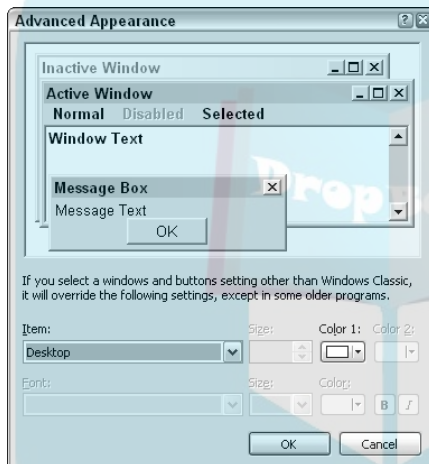 Advanced Appearance
Inactive Window
Active Window
Normal Disabled Selected
Window Text
Message Box
Message Text
OK
If you select a windows and buttons setting other than Windows Classic,
it will override the following settings, except in some older programs.
Item: Size: Color 1: Color 2:
Desktop
Font: Size: Color:
B I
OK Cancel